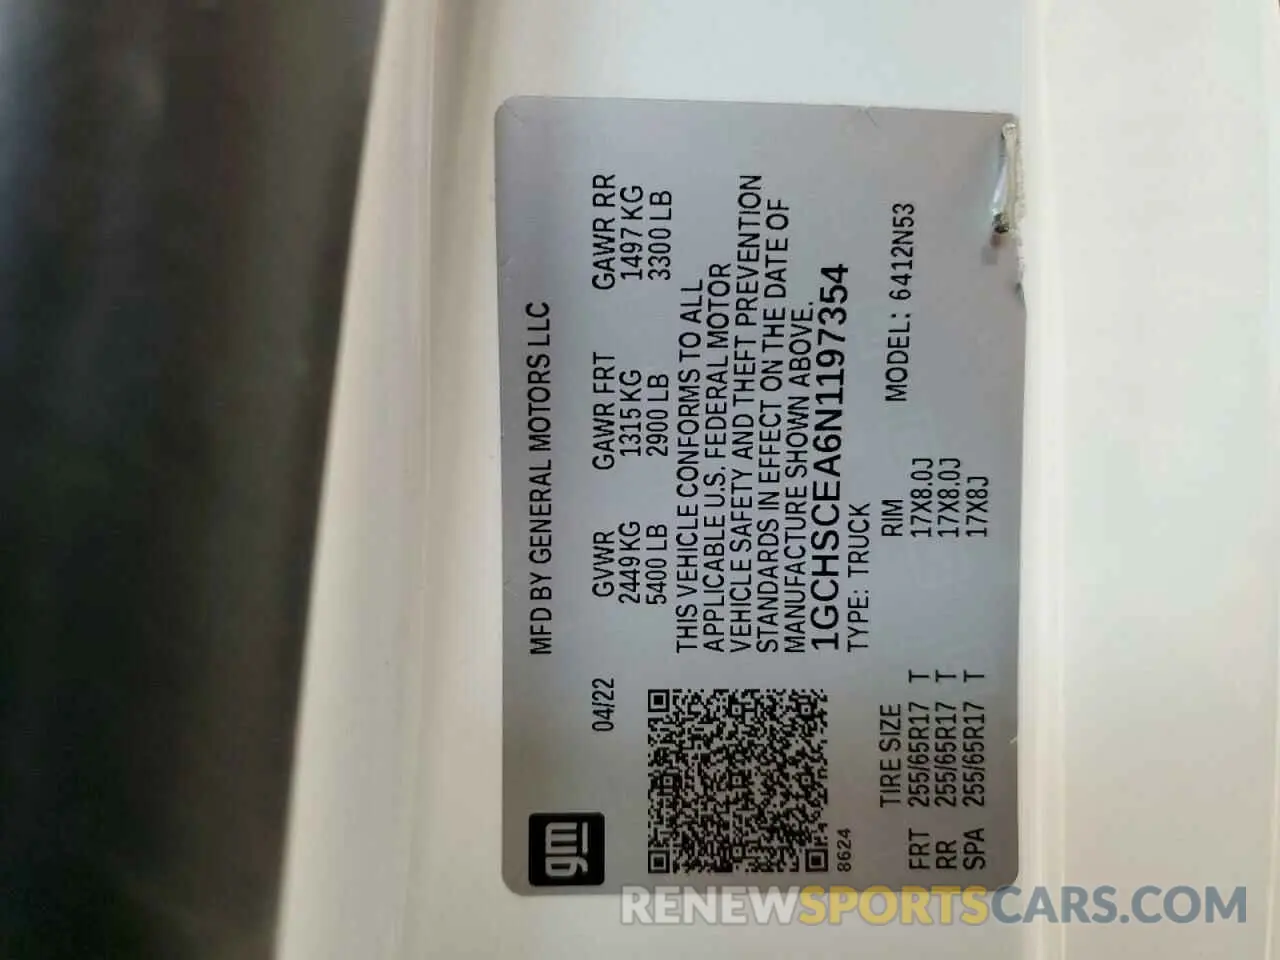 gm
MFD BY GENERAL MOTORS LLC
04/22 GVWR GAWR FRT GAWR RR
2449 KG 1315 KG 1497 KG
5400 LB 2900 LB 3300 LB
THIS VEHICLE CONFORMS TO ALL
APPLICABLE U.S. FEDERAL MOTOR
VEHICLE SAFETY AND THEFT PREVENTION
STANDARDS IN EFFECT ON THE DATE OF
MANUFACTURE SHOWN ABOVE.
1GCHSCEA6N1197354
8624 TYPE: TRUCK
TIRE SIZE RIM MODEL: 6412N53
FRT 255/65R17 T 17X8.0J
RR 255/65R17 T 17X8.0J
SPA 255/65R17 T 17X8J
RENEWSPORTSCARS.COM